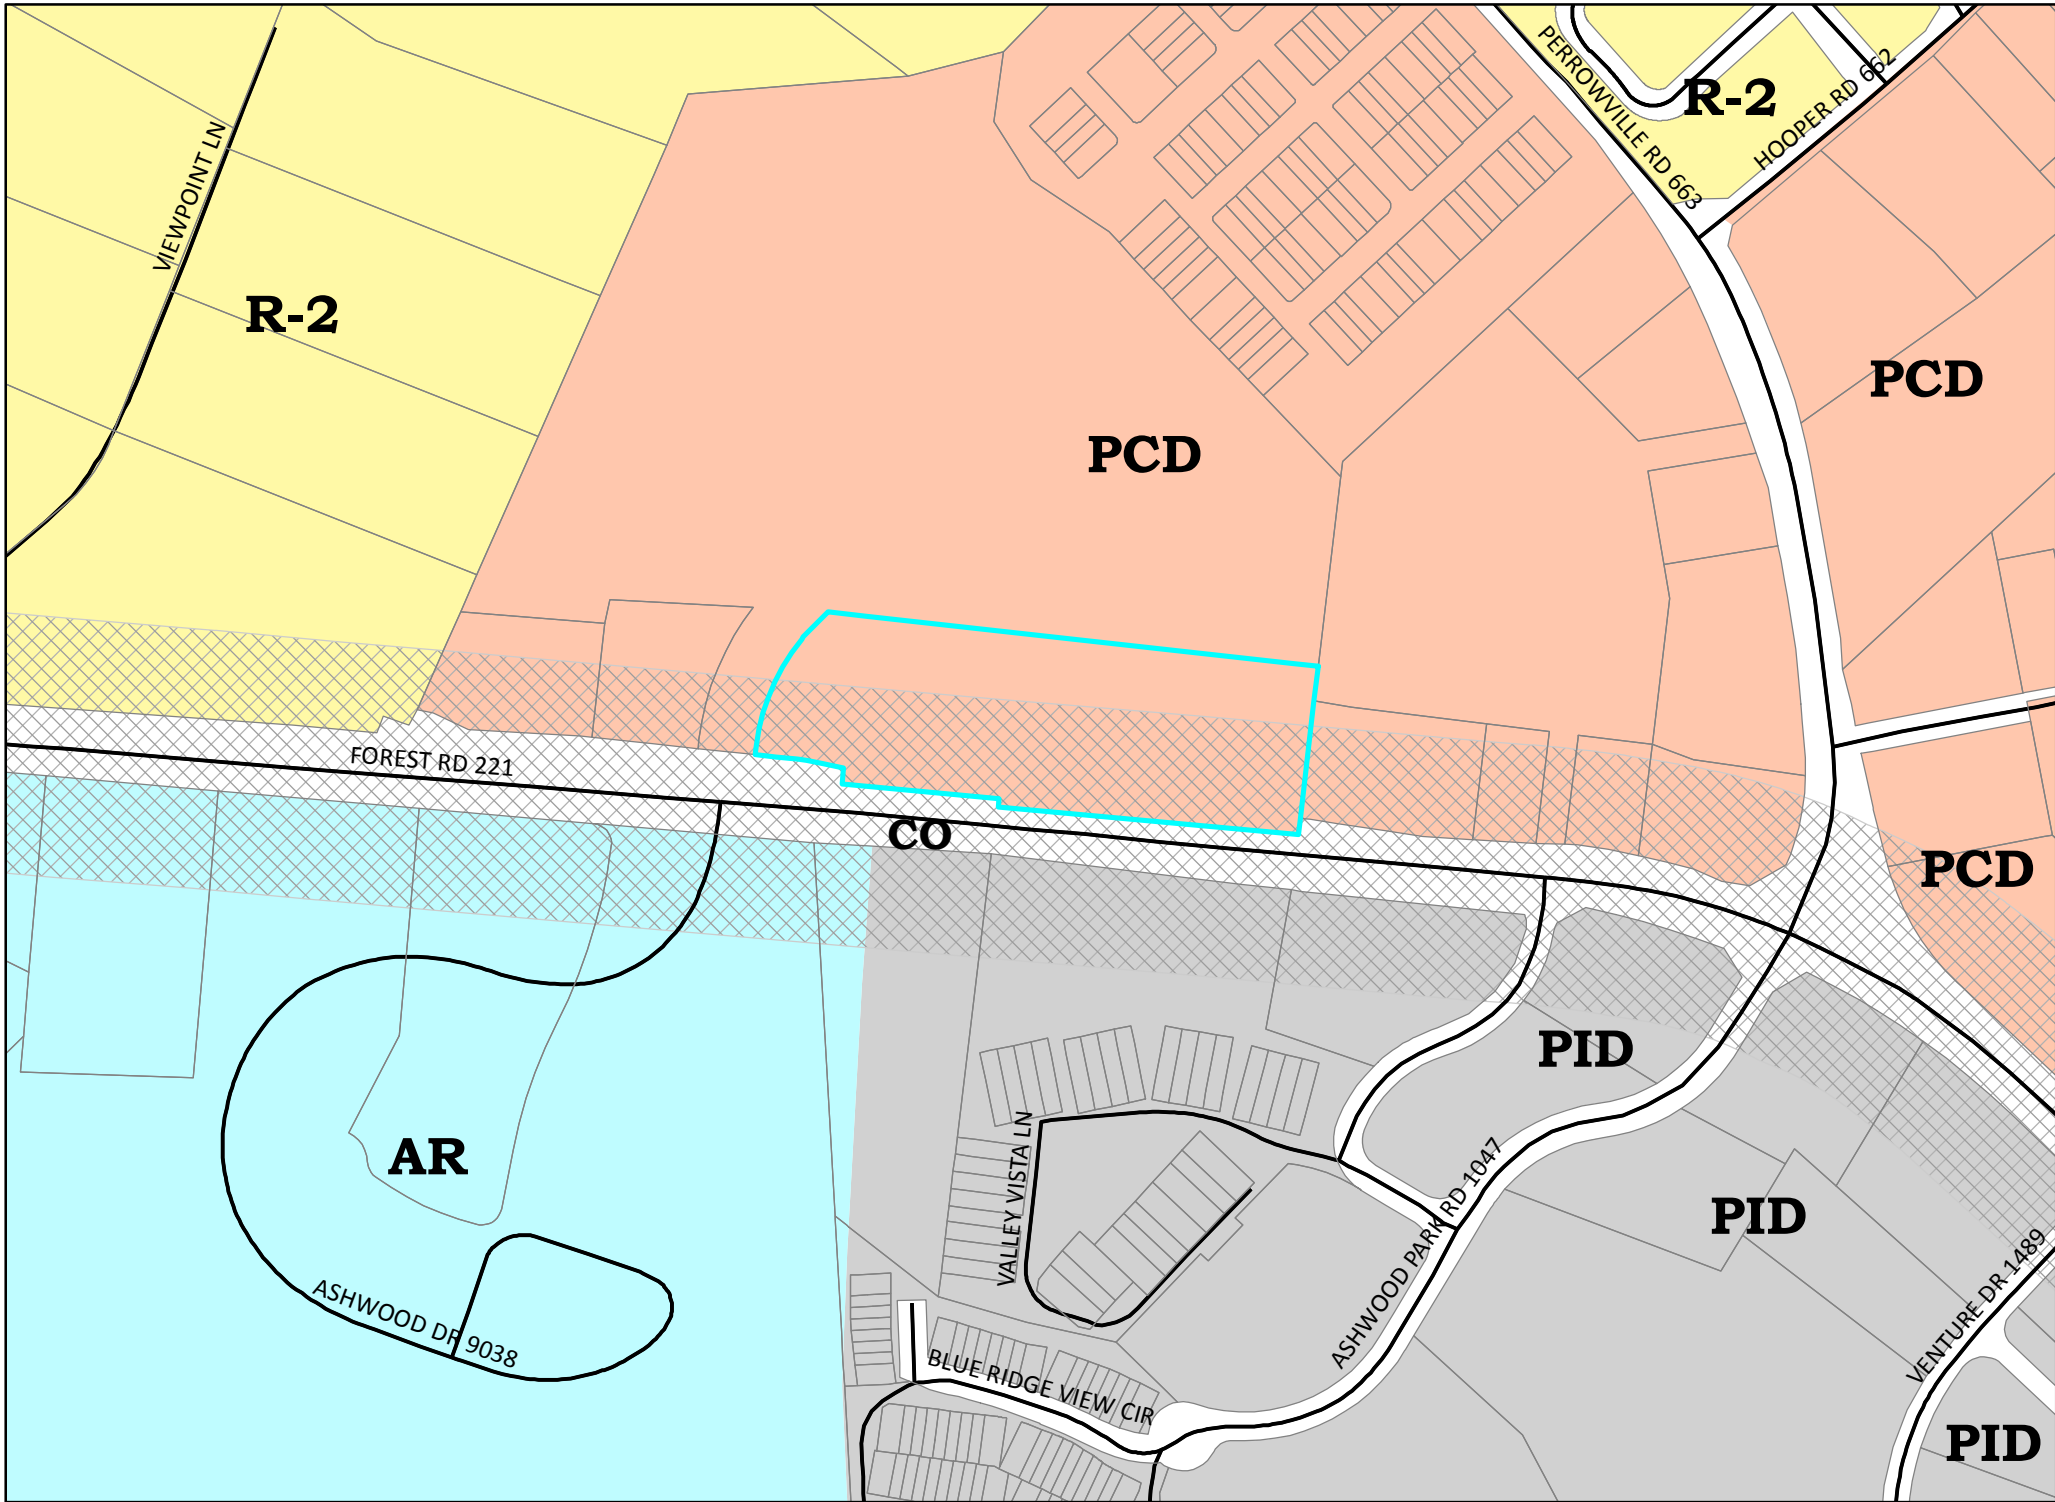 PERROWVILLE RD 663
R-2
HOOPER RD 662
VIEWPOINT LN
R-2
PCD
PCD
FOREST RD 221
CO
PCD
PID
AR
VALLEY VISTA LN
ASHWOOD PARK RD 1047
PID
VENTURE DR 1489
ASHWOOD DR 9038
BLUE RIDGE VIEW CIR
PID